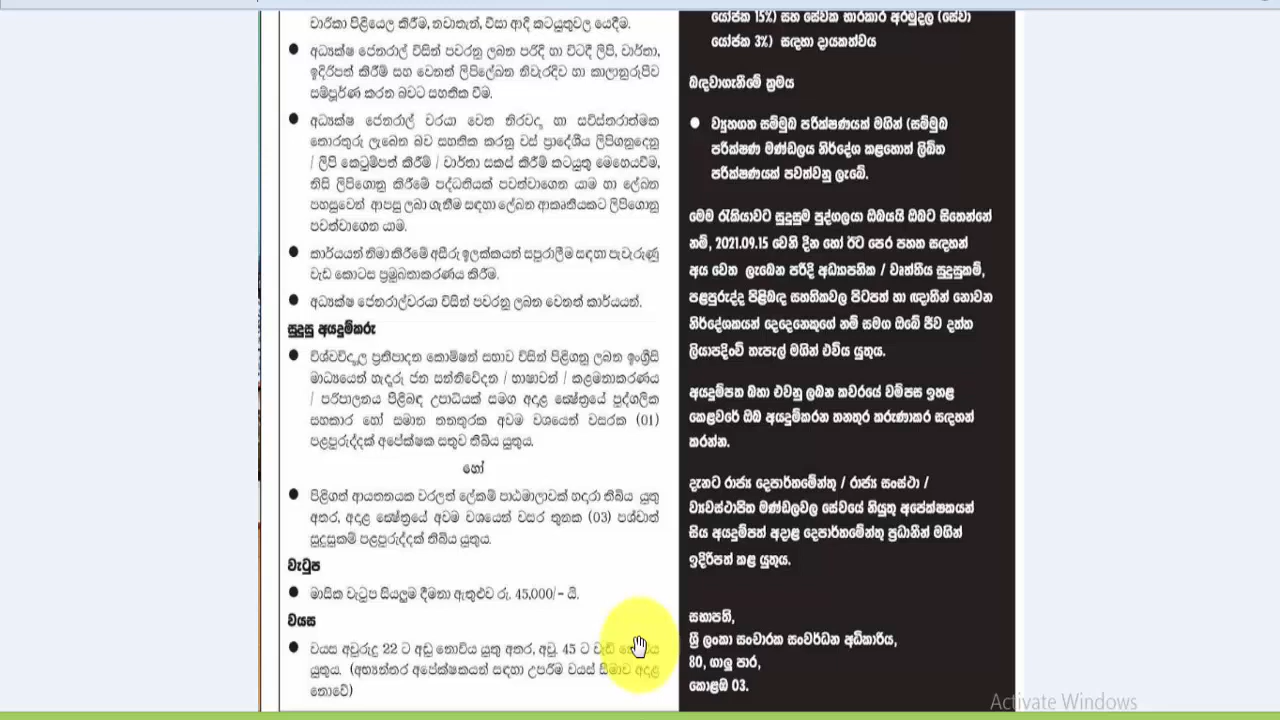 චාරිකා පිළියෙල කිරීම, නවාතැන්, වීසා ආදි කටයුතුවල යෙදීම.
● අධ්‍යක්ෂ ජෙනරාල් විසින් පවරනු ලබන පරිදි හා විටදී ලිපි, වාර්තා,
ඉදිරිපත් කිරීම් සහ වෙනත් ලිපිලේඛන නිවැරදිව හා කාලානුරූපීව
සම්පූර්ණ කරන බවට සහතික වීම.
● අධ්‍යක්ෂ ජෙනරාල් වරයා වෙත නිරවද්‍ය හා සවිස්තරාත්මක
තොරතුරු ලැබෙන බව සහතික කරනු වස් ප්‍රාදේශීය ලිපිගනුදෙනු
/ ලිපි කෙටුම්පත් කිරීම් / වාර්තා සකස් කිරීම් කටයුතු මෙහෙයවීම,
නිසි ලිපිගොනු කිරීමේ පද්ධතියක් පවත්වාගෙන යාම හා ලේඛන
පහසුවෙන් ආපසු ලබා ගැනීම සඳහා ලේඛන ආකෘතියකට ලිපිගොනු
පවත්වාගෙන යාම.
● කාර්යයන් නිමා කිරීමේ අසීරු ඉලක්කයන් සපුරාලීම සඳහා පැවරුණු
වැඩ කොටස ප්‍රමුඛතාකරණය කිරීම.
● අධ්‍යක්ෂ ජෙනරාල්වරයා විසින් පවරනු ලබන වෙනත් කාර්යයන්.
සුදුසු අයදුම්කරු
● විශ්වවිද්‍යාල ප්‍රතිපාදන කොමිෂන් සභාව විසින් පිළිගනු ලබන ඉංග්‍රීසි
මාධ්‍යයෙන් හැදෑරූ ජන සන්නිවේදන / භාෂාවන් / කළමනාකරණය
/ පරිපාලනය පිළිබඳ උපාධියක් සමග අදාළ ක්ෂේත්‍රයේ පුද්ගලික
සහකාර හෝ සමාන තනතුරක අවම වශයෙන් වසරක (01)
පළපුරුද්දක් අපේක්ෂක සතුව තිබිය යුතුය.
හෝ
● පිළිගත් ආයතනයක වරලත් ලේකම් පාඨමාලාවක් හදාරා තිබිය යුතු
අතර, අදාළ ක්ෂේත්‍රයේ අවම වශයෙන් වසර තුනක (03) පශ්චාත්
සුදුසුකම් පළපුරුද්දක් තිබිය යුතුය.
වැටුප
● මාසික වැටුප සියලුම දීමනා ඇතුළුව රු. 45,000/– යි.
වයස
● වයස අවුරුදු 22 ට අඩු නොවිය යුතු අතර, අවු. 45 ට වැඩි
යුතුය. (අභ්‍යන්තර අපේක්ෂකයන් සඳහා උපරිම වයස් සීමාව අදාළ
නොවේ)
යෝජක 15%) සහ සේවක භාරකාර අරමුදල (සේවා
යෝජක 3%) සඳහා දායකත්වය
බඳවාගැනීමේ ක්‍රමය
● ව්‍යුහගත සම්මුඛ පරික්ෂණයක් මගින් (සම්මුඛ
පරික්ෂණ මණ්ඩලය නිර්දේශ කළහොත් ලිඛිත
පරික්ෂණයක් පවත්වනු ලැබේ.
මෙම රැකියාවට සුදුසුම පුද්ගලයා ඔබයයි ඔබට සිතෙන්නේ
නම්, 2021.09.15 වෙනි දින හෝ ඊට පෙර පහත සඳහන්
අය වෙත ලැබෙන පරිදි අධ්‍යාපනික / වෘත්තීය සුදුසුකම්,
පළපුරුද්ද පිළිබඳ සහතිකවල පිටපත් හා ඥාතීන් නොවන
නිර්දේශකයන් දෙදෙනෙකුගේ නම් සමග ඔබේ ජීව දත්ත
ලියාපදිංචි තැපැල් මගින් එවිය යුතුය.
අයදුම්පත බහා එවනු ලබන කවරයේ වම්පස ඉහළ
කෙළවරේ ඔබ අයදුම්කරන තනතුර කරුණාකර සඳහන්
කරන්න.
දැනට රාජ්‍ය දෙපාර්තමේන්තු / රාජ්‍ය සංස්ථා /
ව්‍යවස්ථාපිත මණ්ඩලවල සේවයේ නියුතු අපේක්ෂකයන්
සිය අයදුම්පත් අදාළ දෙපාර්තමේන්තු ප්‍රධානීන් මගින්
ඉදිරිපත් කළ යුතුය.
සභාපති,
ශ්‍රී ලංකා සංචාරක සංවර්ධන අධිකාරිය,
80, ගාලු පාර,
කොළඹ 03.
Activate Windows